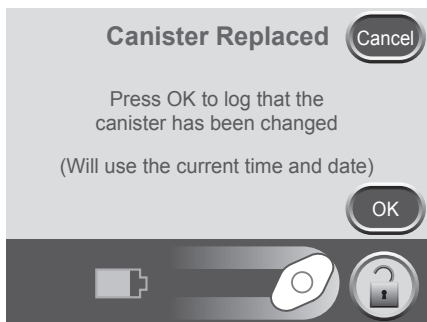 Canister Replaced
Cancel
Press OK to log that the
canister has been changed
(Will use the current time and date)
OK